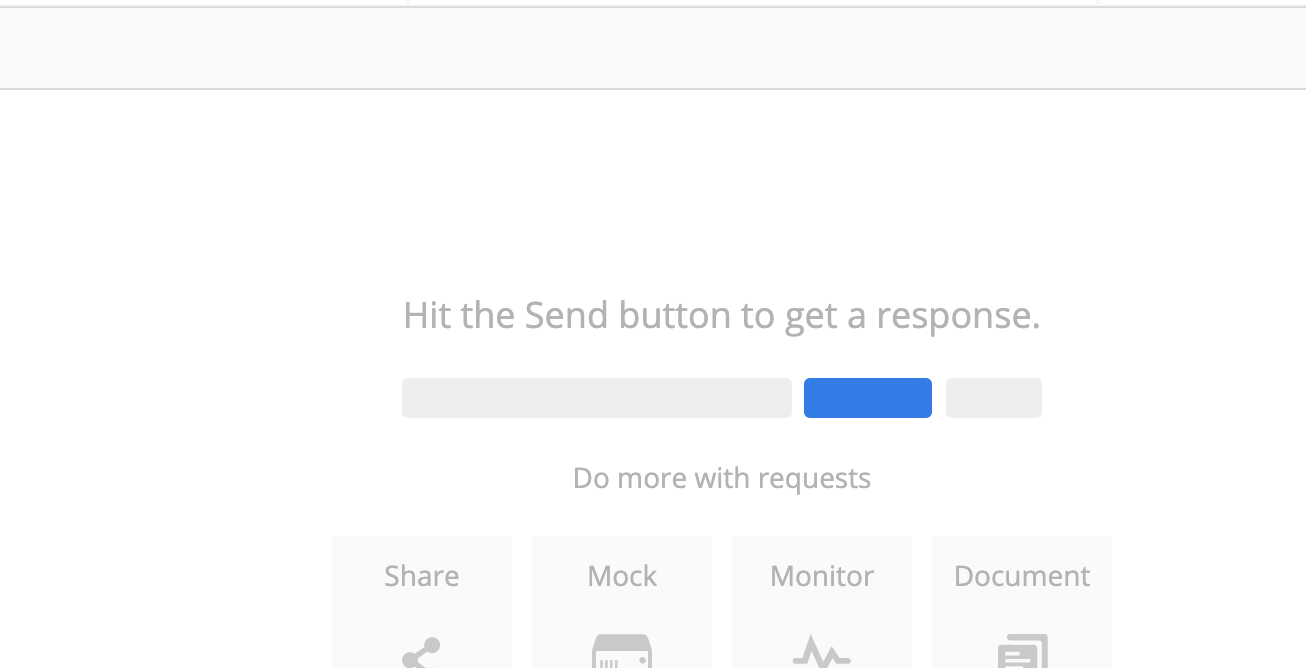 Hit the Send button to get a response.
Do more with requests
Share
Mock
Monitor
Document